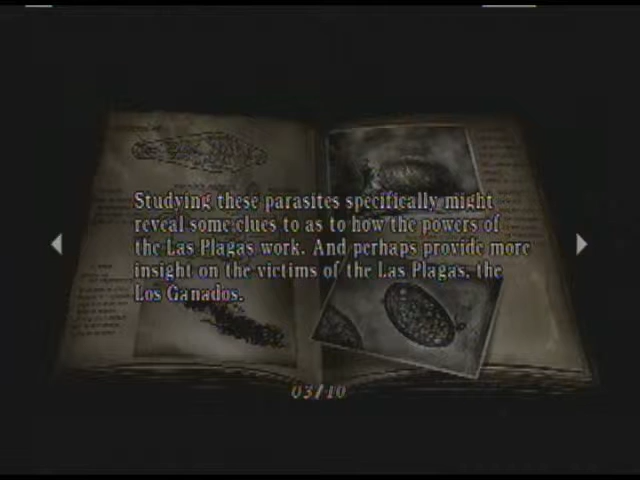 Studying these parasites specifically might
reveal some clues to as to how the powers of
the Las Plagas work. And perhaps provide more
insight on the victims of the Las Plagas, the
Los Ganados.
03/10